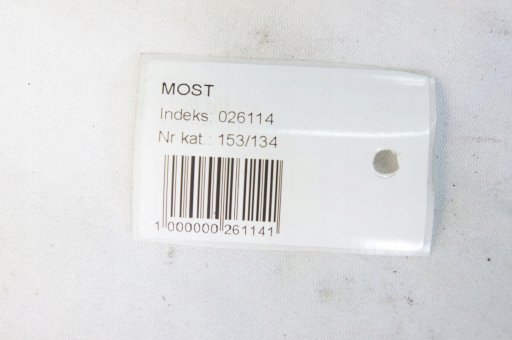 MOST
Indeks: 026114
Nr kat.: 153/134
1 000000 261141